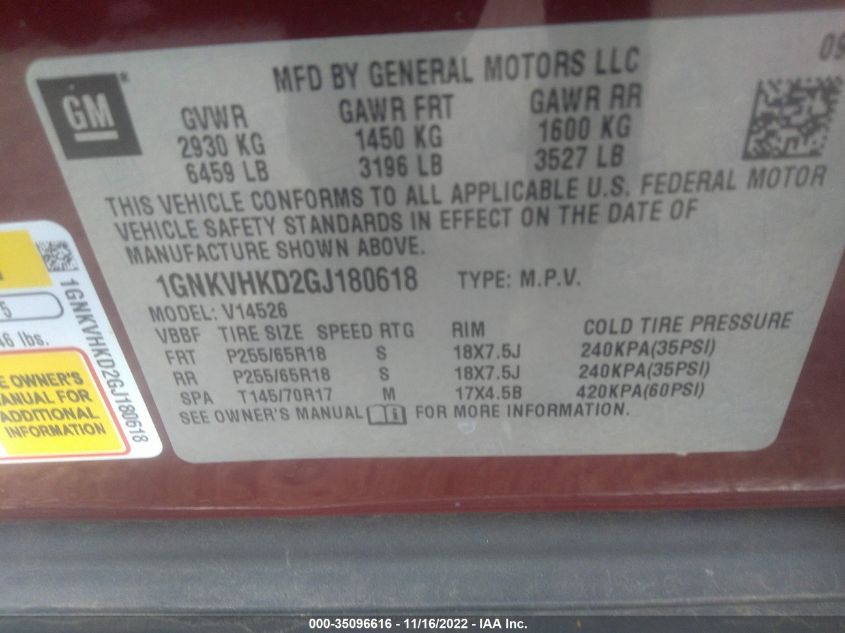 GM
MFD BY GENERAL MOTORS LLC
09
GVWR GAWR FRT GAWR RR
2930 KG 1450 KG 1600 KG
6459 LB 3196 LB 3527 LB
THIS VEHICLE CONFORMS TO ALL APPLICABLE U.S. FEDERAL MOTOR
VEHICLE SAFETY STANDARDS IN EFFECT ON THE DATE OF
MANUFACTURE SHOWN ABOVE.
1GNKVHKD2GJ180618 TYPE: M.P.V.
MODEL: V14526
VBBF TIRE SIZE SPEED RTG RIM COLD TIRE PRESSURE
FRT P255/65R18 S 18X7.5J 240KPA(35PSI)
RR P255/65R18 S 18X7.5J 240KPA(35PSI)
SPA T145/70R17 M 17X4.5B 420KPA(60PSI)
SEE OWNER'S MANUAL FOR MORE INFORMATION.
5
46 lbs.
E OWNER'S
MANUAL FOR
ADDITIONAL
INFORMATION
1GNKVHKD2GJ180618
000-35096616 - 11/16/2022 - IAA Inc.